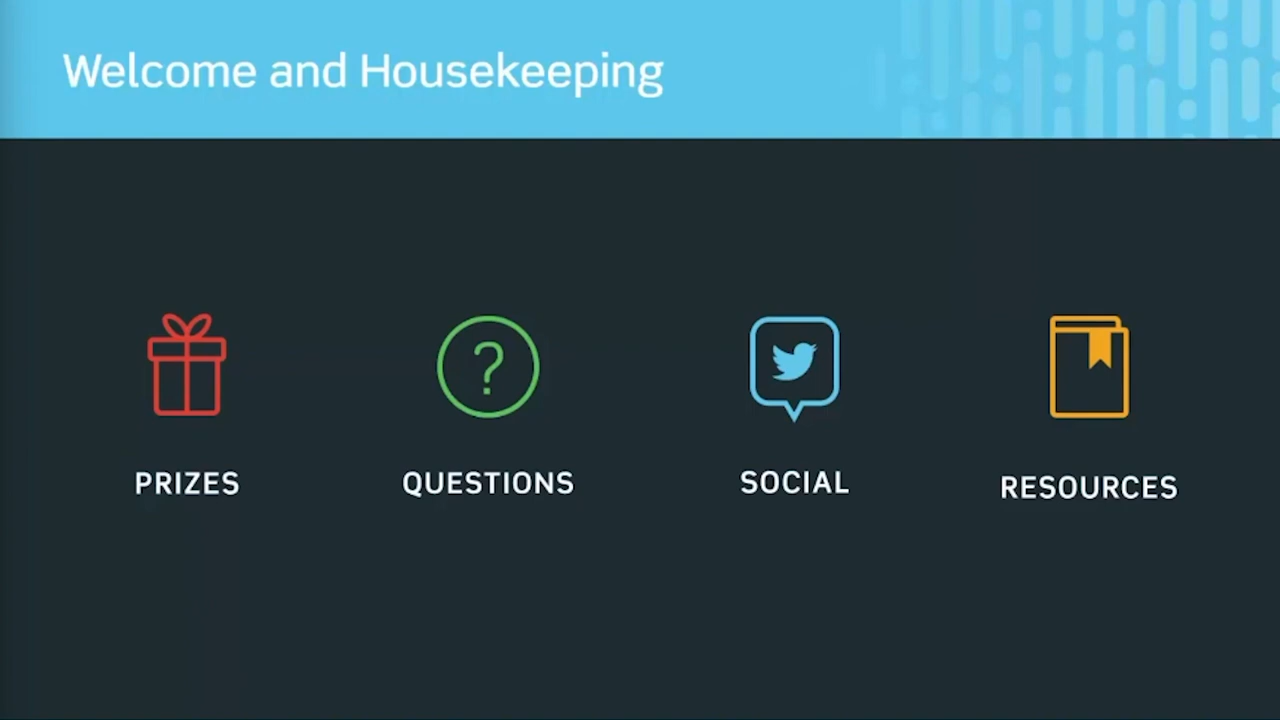 Welcome and Housekeeping
?
PRIZES
QUESTIONS
SOCIAL
RESOURCES